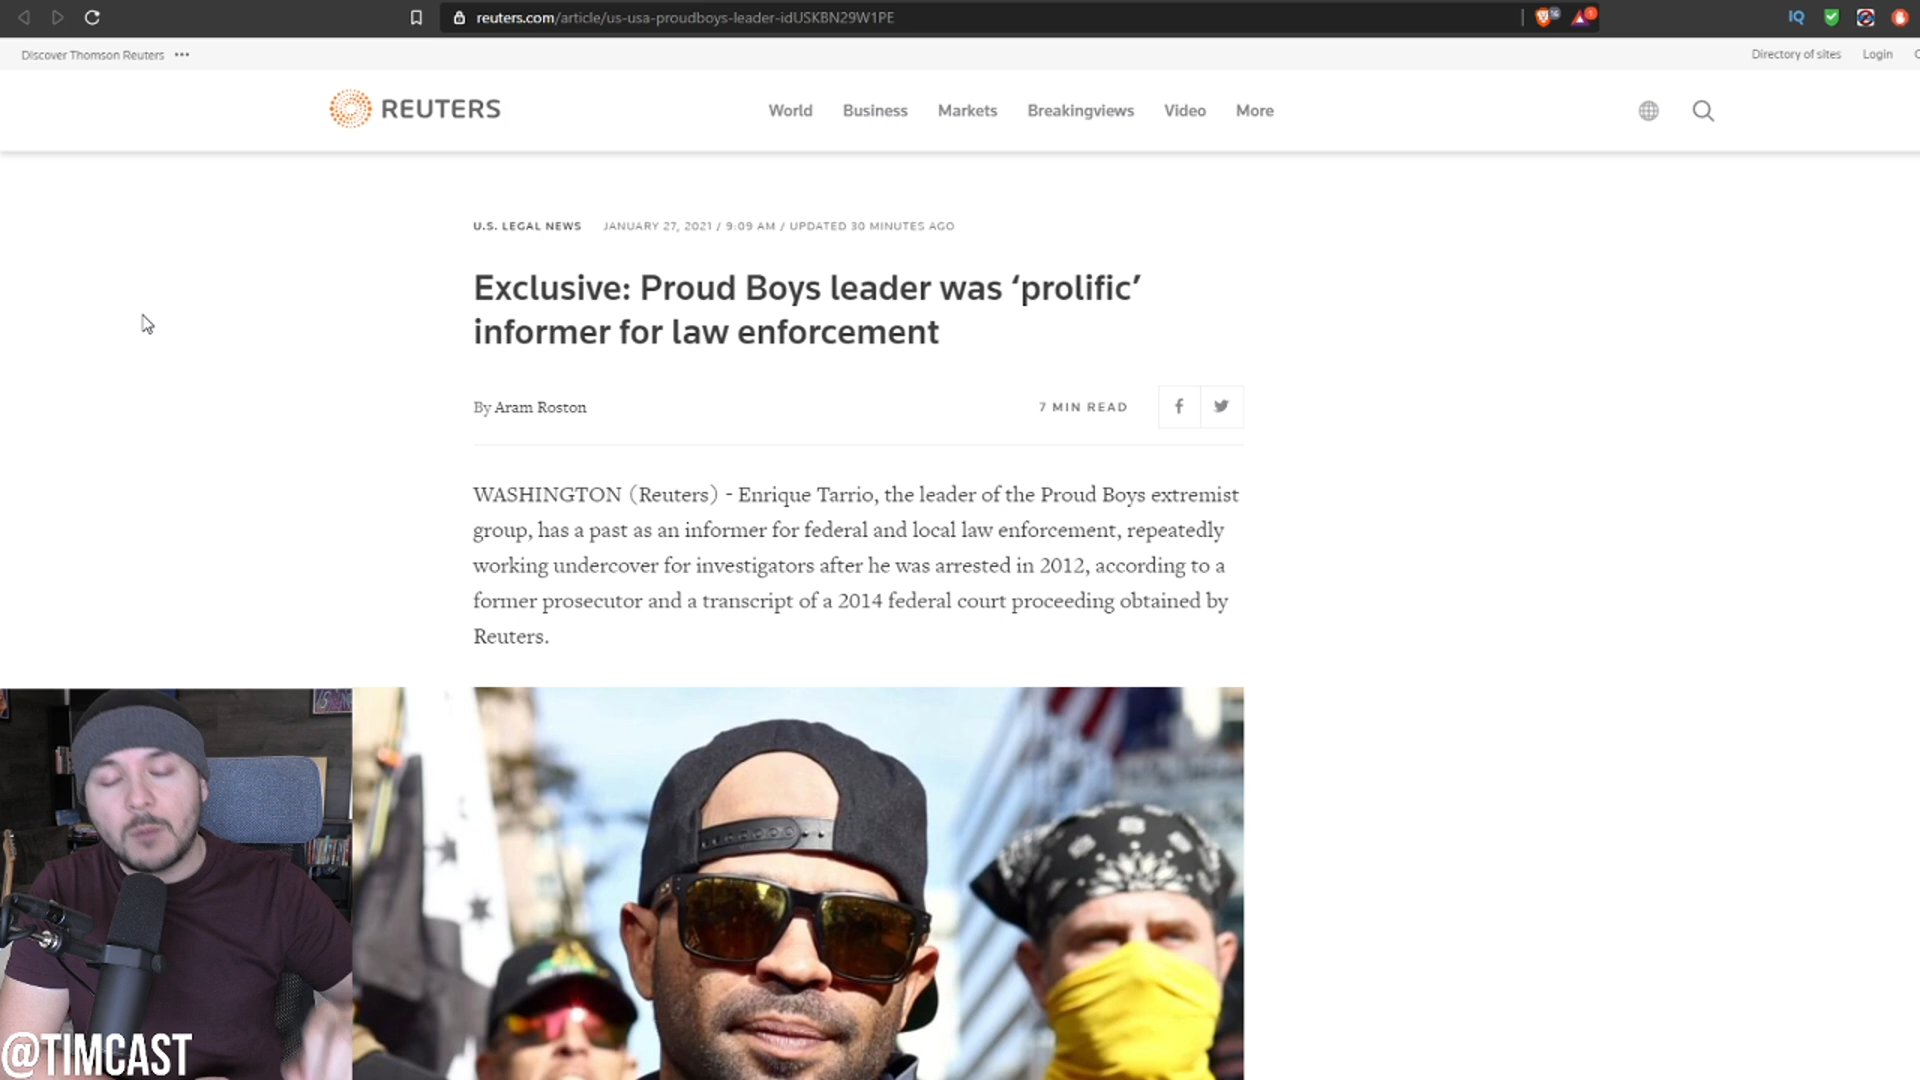 reuters.com/article/us-usa-proudboys-leader-idUSKBN29W1PE
IQ
Discover Thomson Reuters
Directory of sites
Login
REUTERS
World
Business
Markets
Breakingviews
Video
More
U.S. LEGAL NEWS JANUARY 27, 2021 / 9:09 AM / UPDATED 30 MINUTES AGO
Exclusive: Proud Boys leader was ‘prolific’
informer for law enforcement
By Aram Roston
7 MIN READ
WASHINGTON (Reuters) - Enrique Tarrio, the leader of the Proud Boys extremist
group, has a past as an informer for federal and local law enforcement, repeatedly
working undercover for investigators after he was arrested in 2012, according to a
former prosecutor and a transcript of a 2014 federal court proceeding obtained by
Reuters.
@TIMCAST